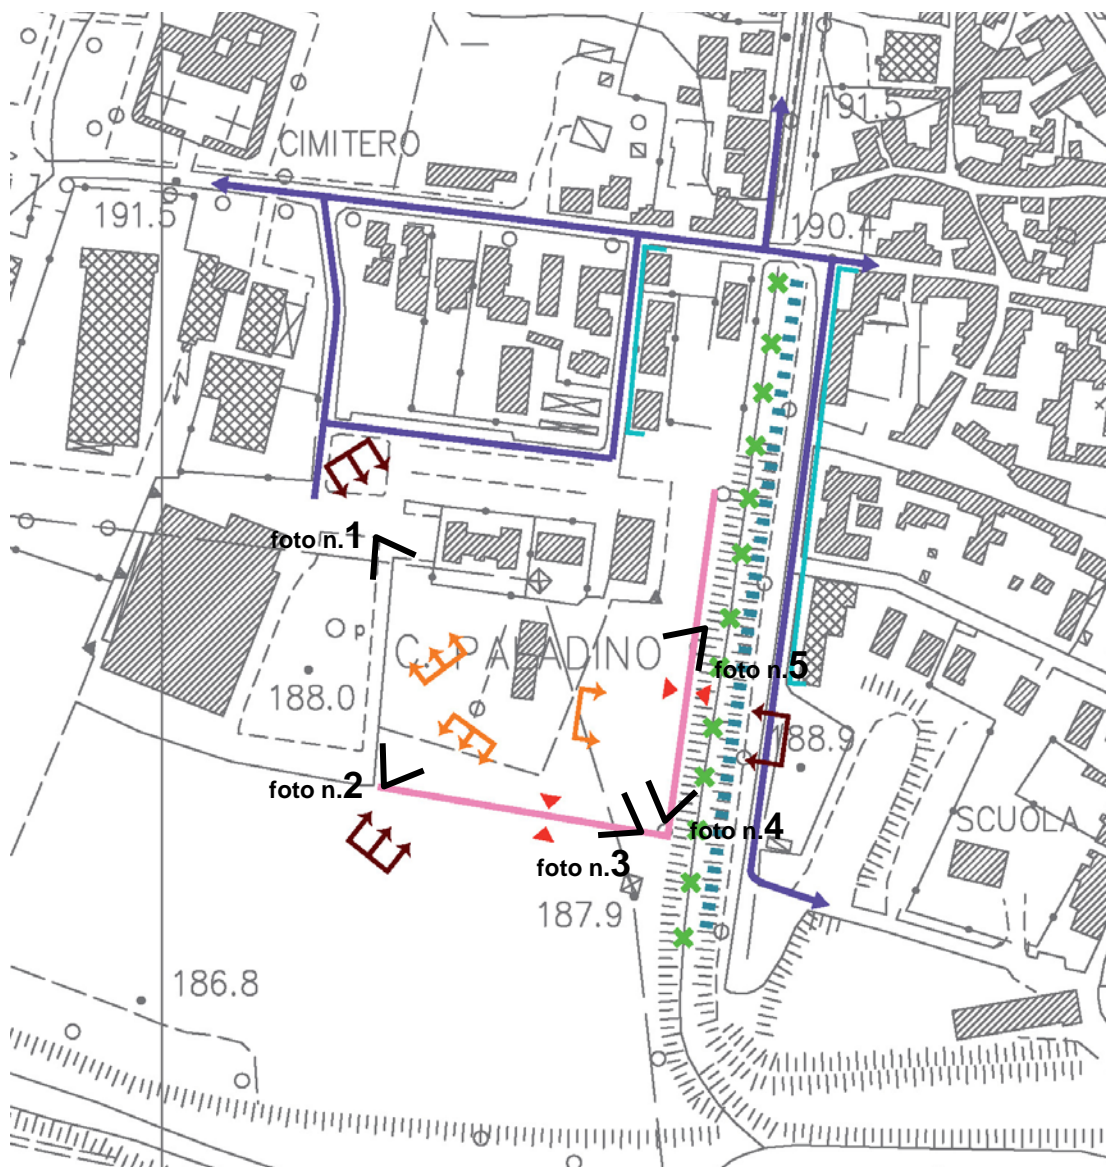 191.5
CIMITERO
191.5
190.4
foto n.1
p
C. PALADINO
foto n.5
188.0
188.9
foto n.2
foto n.4
SCUOLA
foto n.3
187.9
186.8